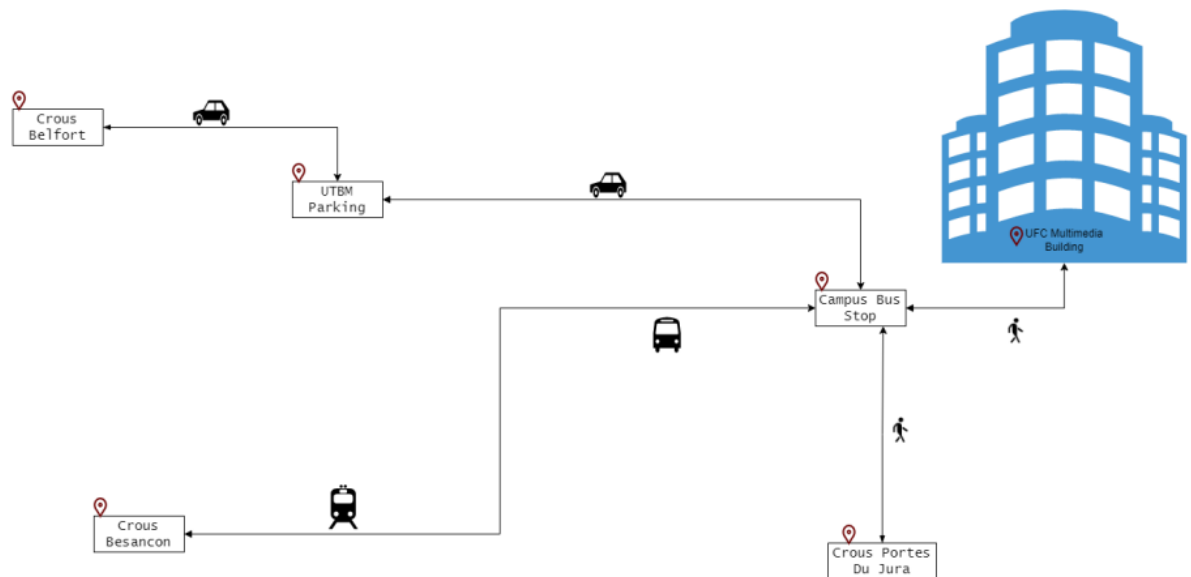 Crous
Belfort
UTBM
Parking
UFC Multimedia
Building
Campus Bus
Stop
Crous
Besancon
Crous Portes
Du Jura